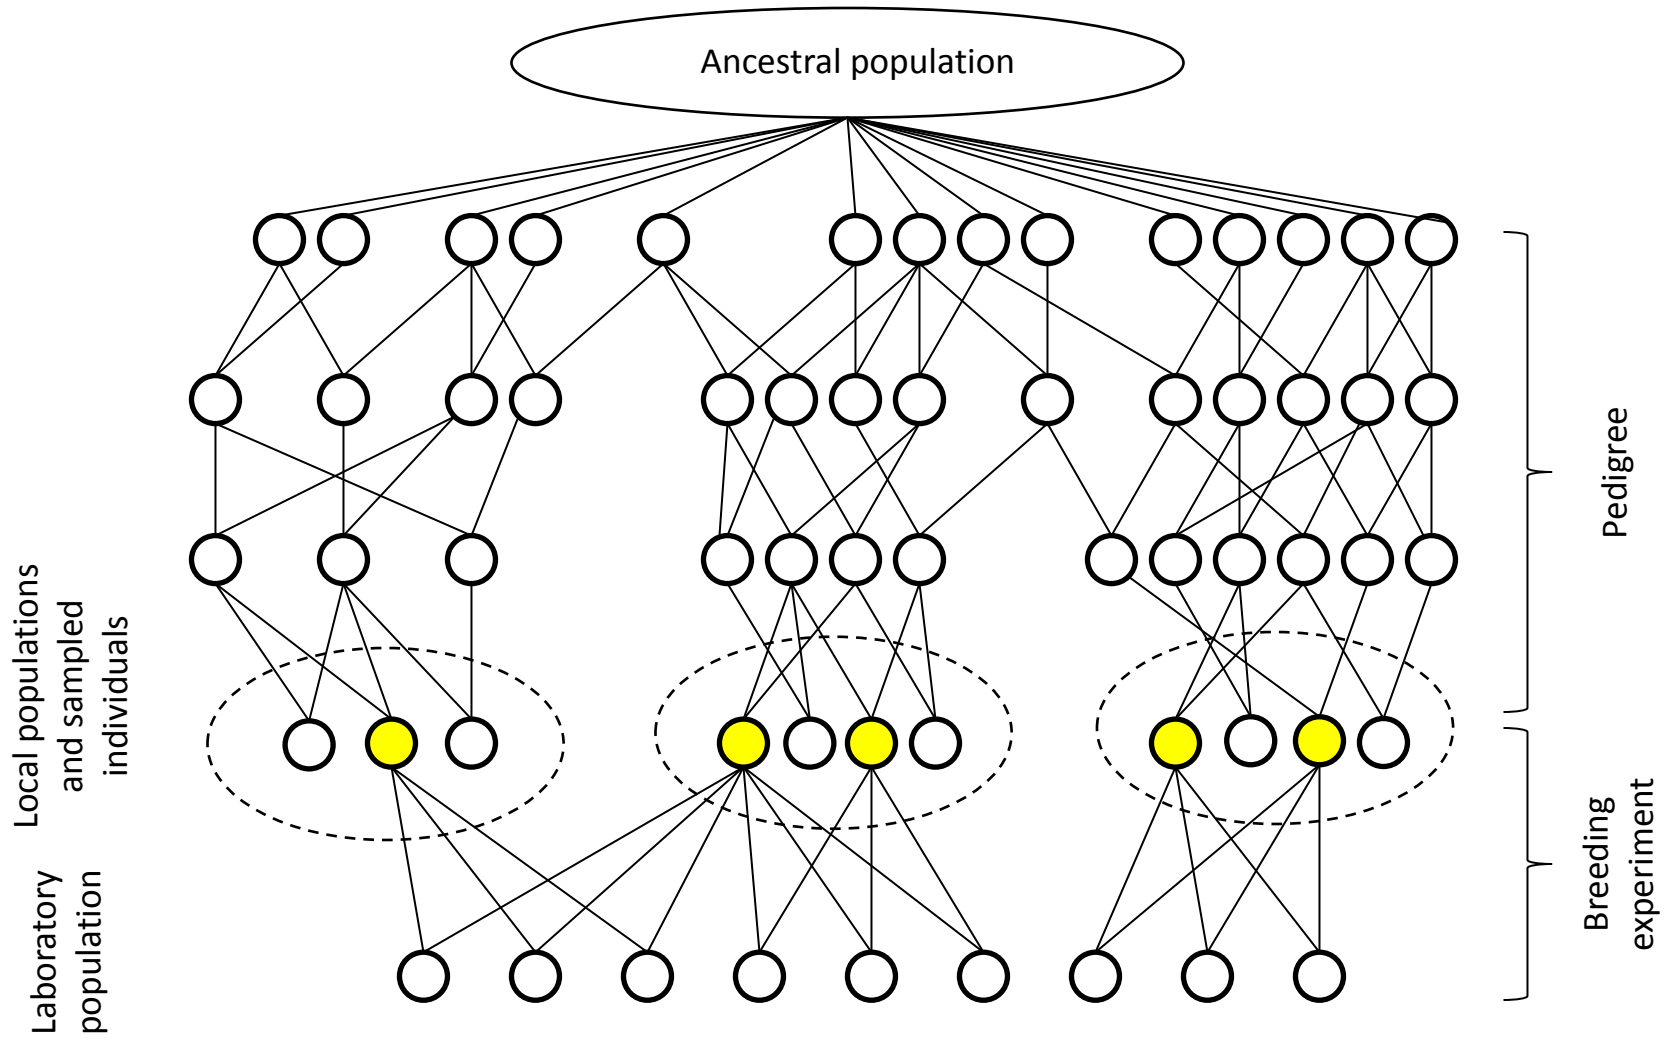 Ancestral population
Pedigree
Local populations
and sampled
individuals
Breeding
experiment
Laboratory
population